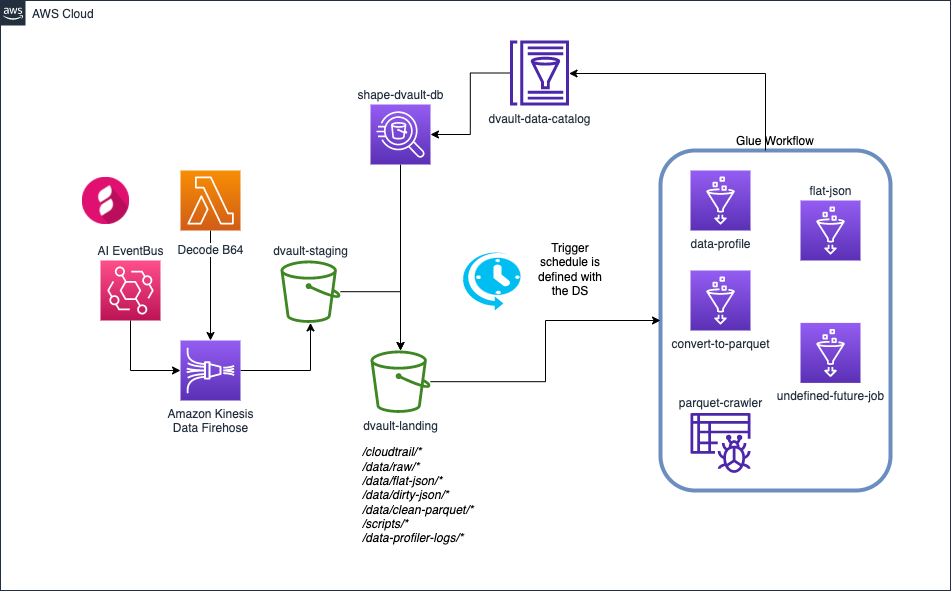 aws
AWS Cloud
shape-dvault-db
dvault-data-catalog
Glue Workflow
data-profile
flat-json
AI EventBus
Decode B64
dvault-staging
Trigger
schedule is
defined with
the DS
convert-to-parquet
undefined-future-job
parquet-crawler
Amazon Kinesis
Data Firehose
dvault-landing
/cloudtrail/*
/data/raw/*
/data/flat-json/*
/data/dirty-json/*
/data/clean-parquet/*
/scripts/*
/data-profiler-logs/*